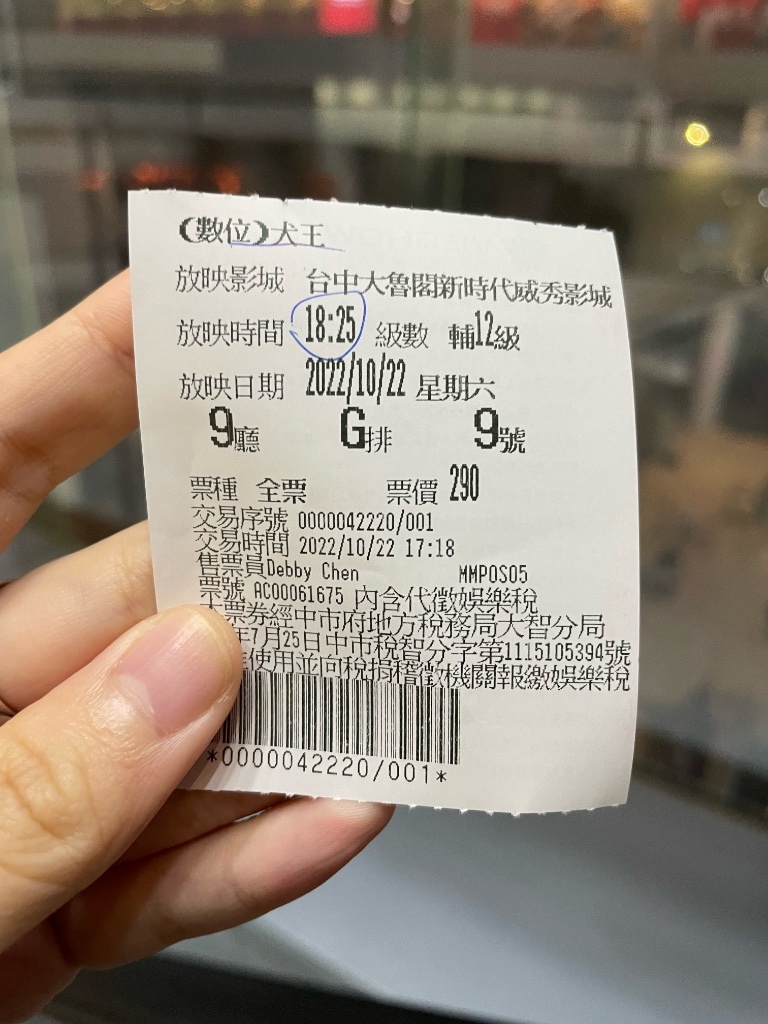 (數位)犬王
放映影城 台中大魯閣新時代威秀影城
放映時間 18:25 級數 輔12級
放映日期 2022/10/22 星期六
9廳 G排 9號
票種 全票 票價 290
交易序號 0000042220/001
交易時間 2022/10/22 17:18
售票員Debby Chen MMPOS05
票號 AC00061675 內含代徵娛樂稅
本票券經中市府地方稅務局大智分局
年7月25日中市稅智分字第1115105394號
使用並向稅捐稽徵機關報繳娛樂稅
*0000042220/001*